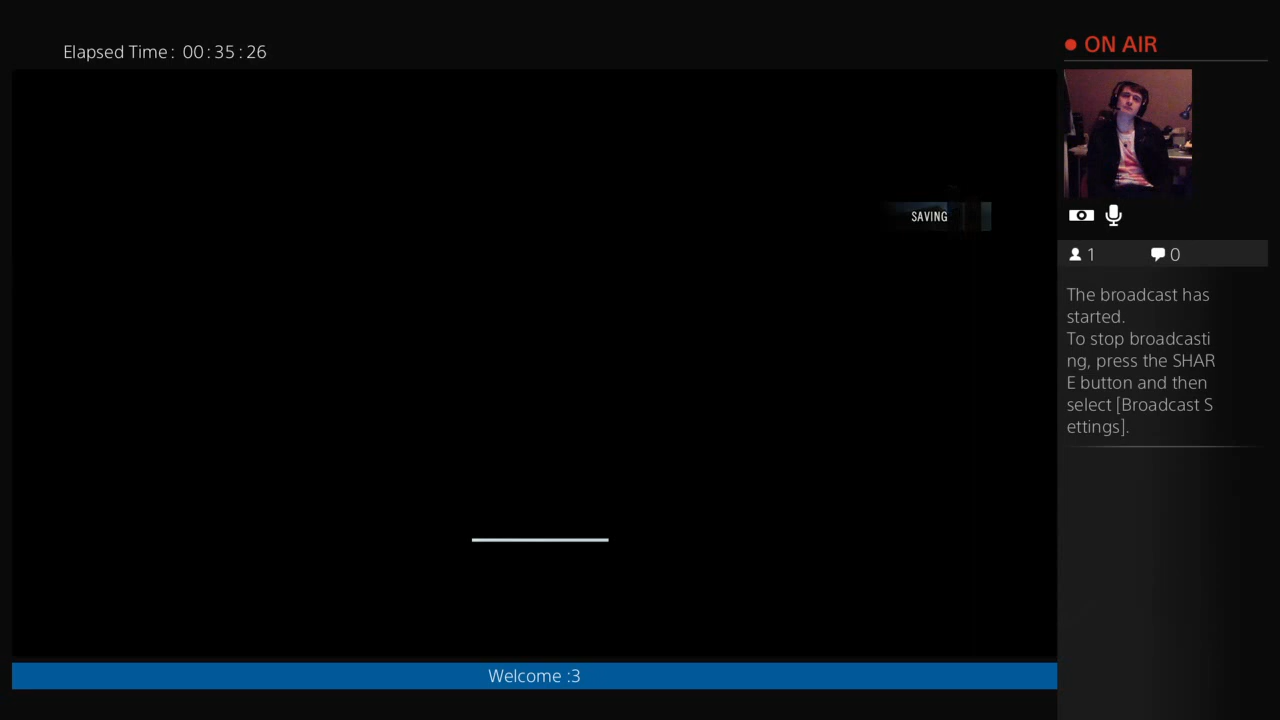 Elapsed Time: 00:35:26
ON AIR
SAVING
1 0
The broadcast has
started.
To stop broadcasti
ng, press the SHAR
E button and then
select [Broadcast S
ettings].
Welcome :3